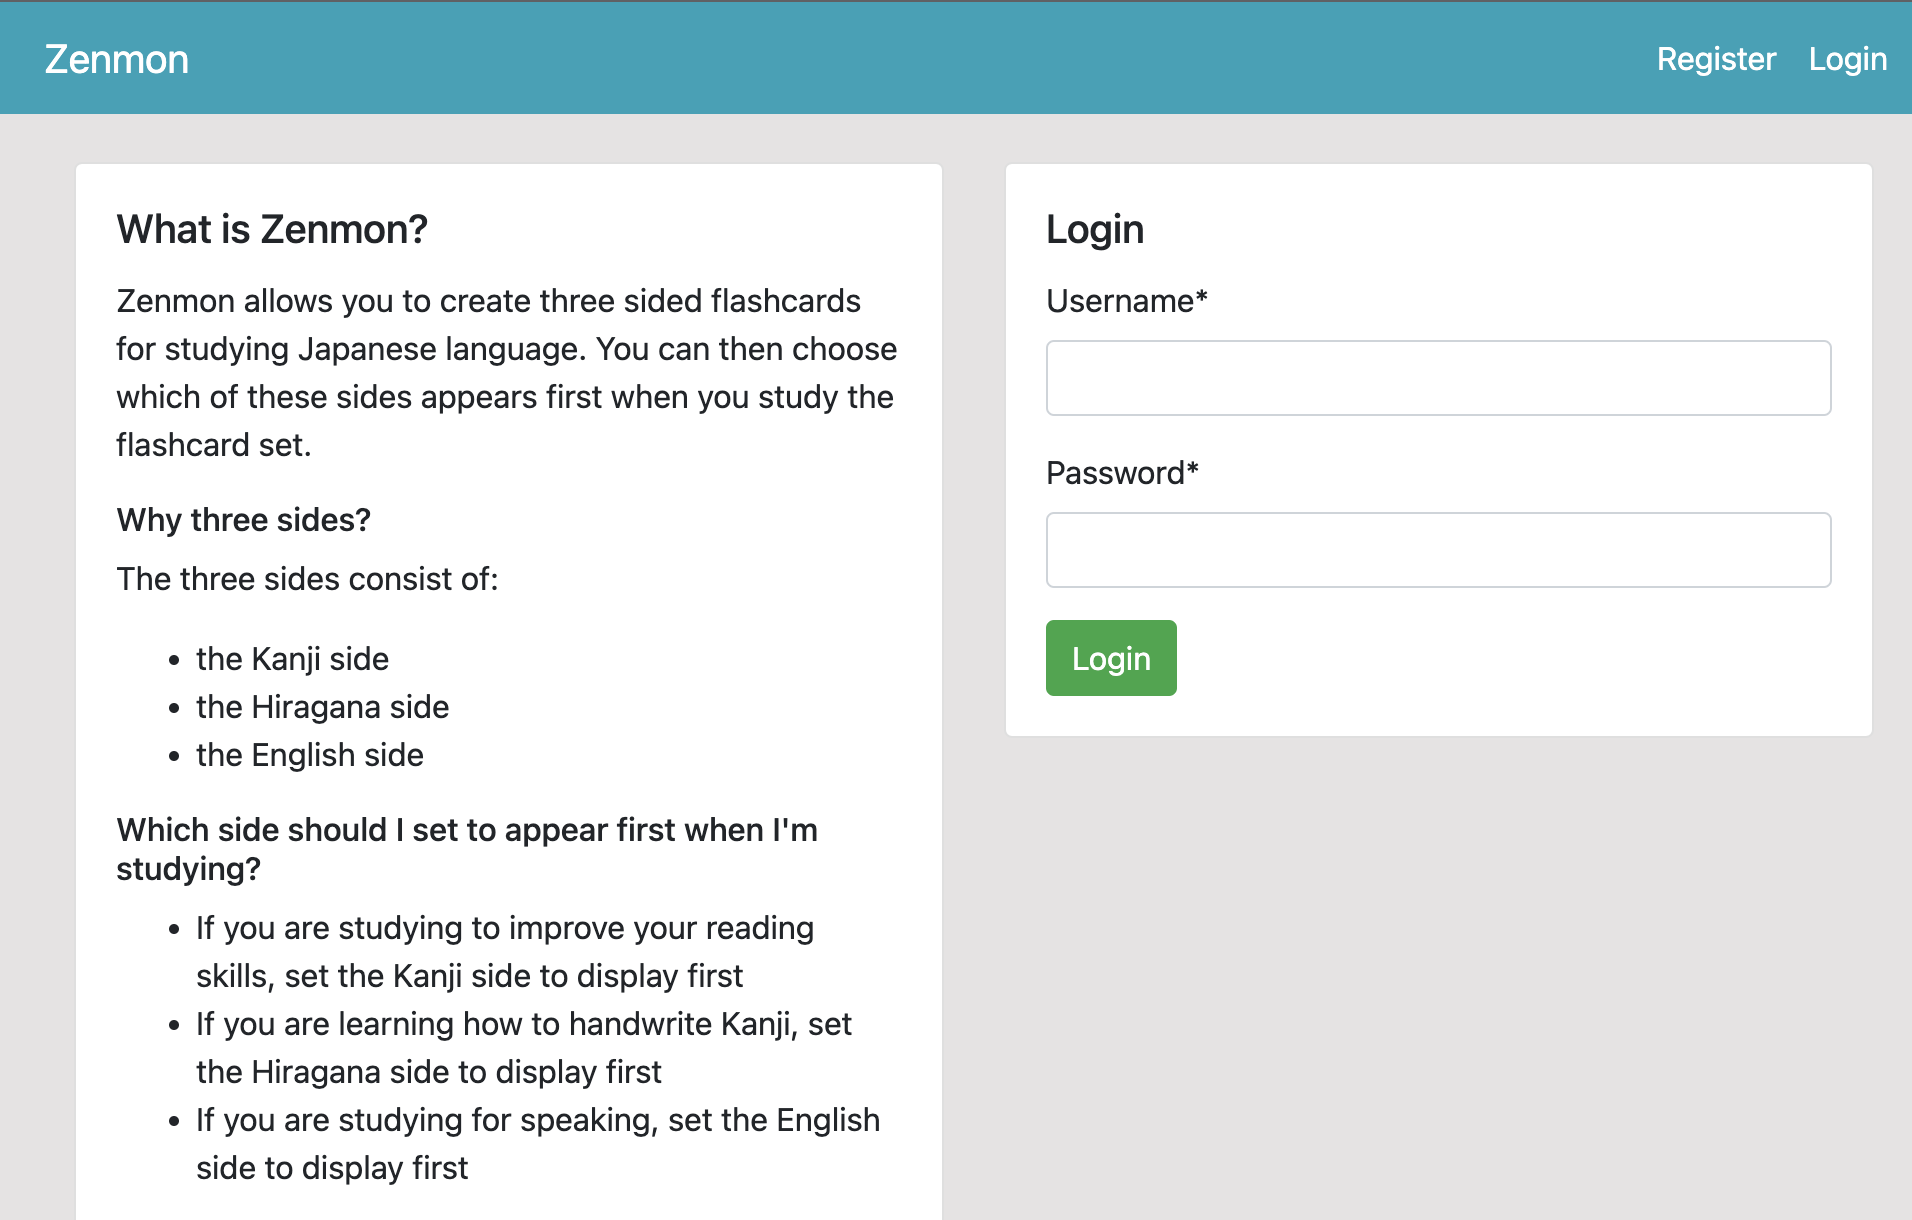 Zenmon
Register Login
What is Zenmon?
Zenmon allows you to create three sided flashcards
for studying Japanese language. You can then choose
which of these sides appears first when you study the
flashcard set.
Why three sides?
The three sides consist of:
• the Kanji side
• the Hiragana side
• the English side
Which side should I set to appear first when I'm
studying?
• If you are studying to improve your reading
skills, set the Kanji side to display first
• If you are learning how to handwrite Kanji, set
the Hiragana side to display first
• If you are studying for speaking, set the English
side to display first
Login
Username*
Password*
Login